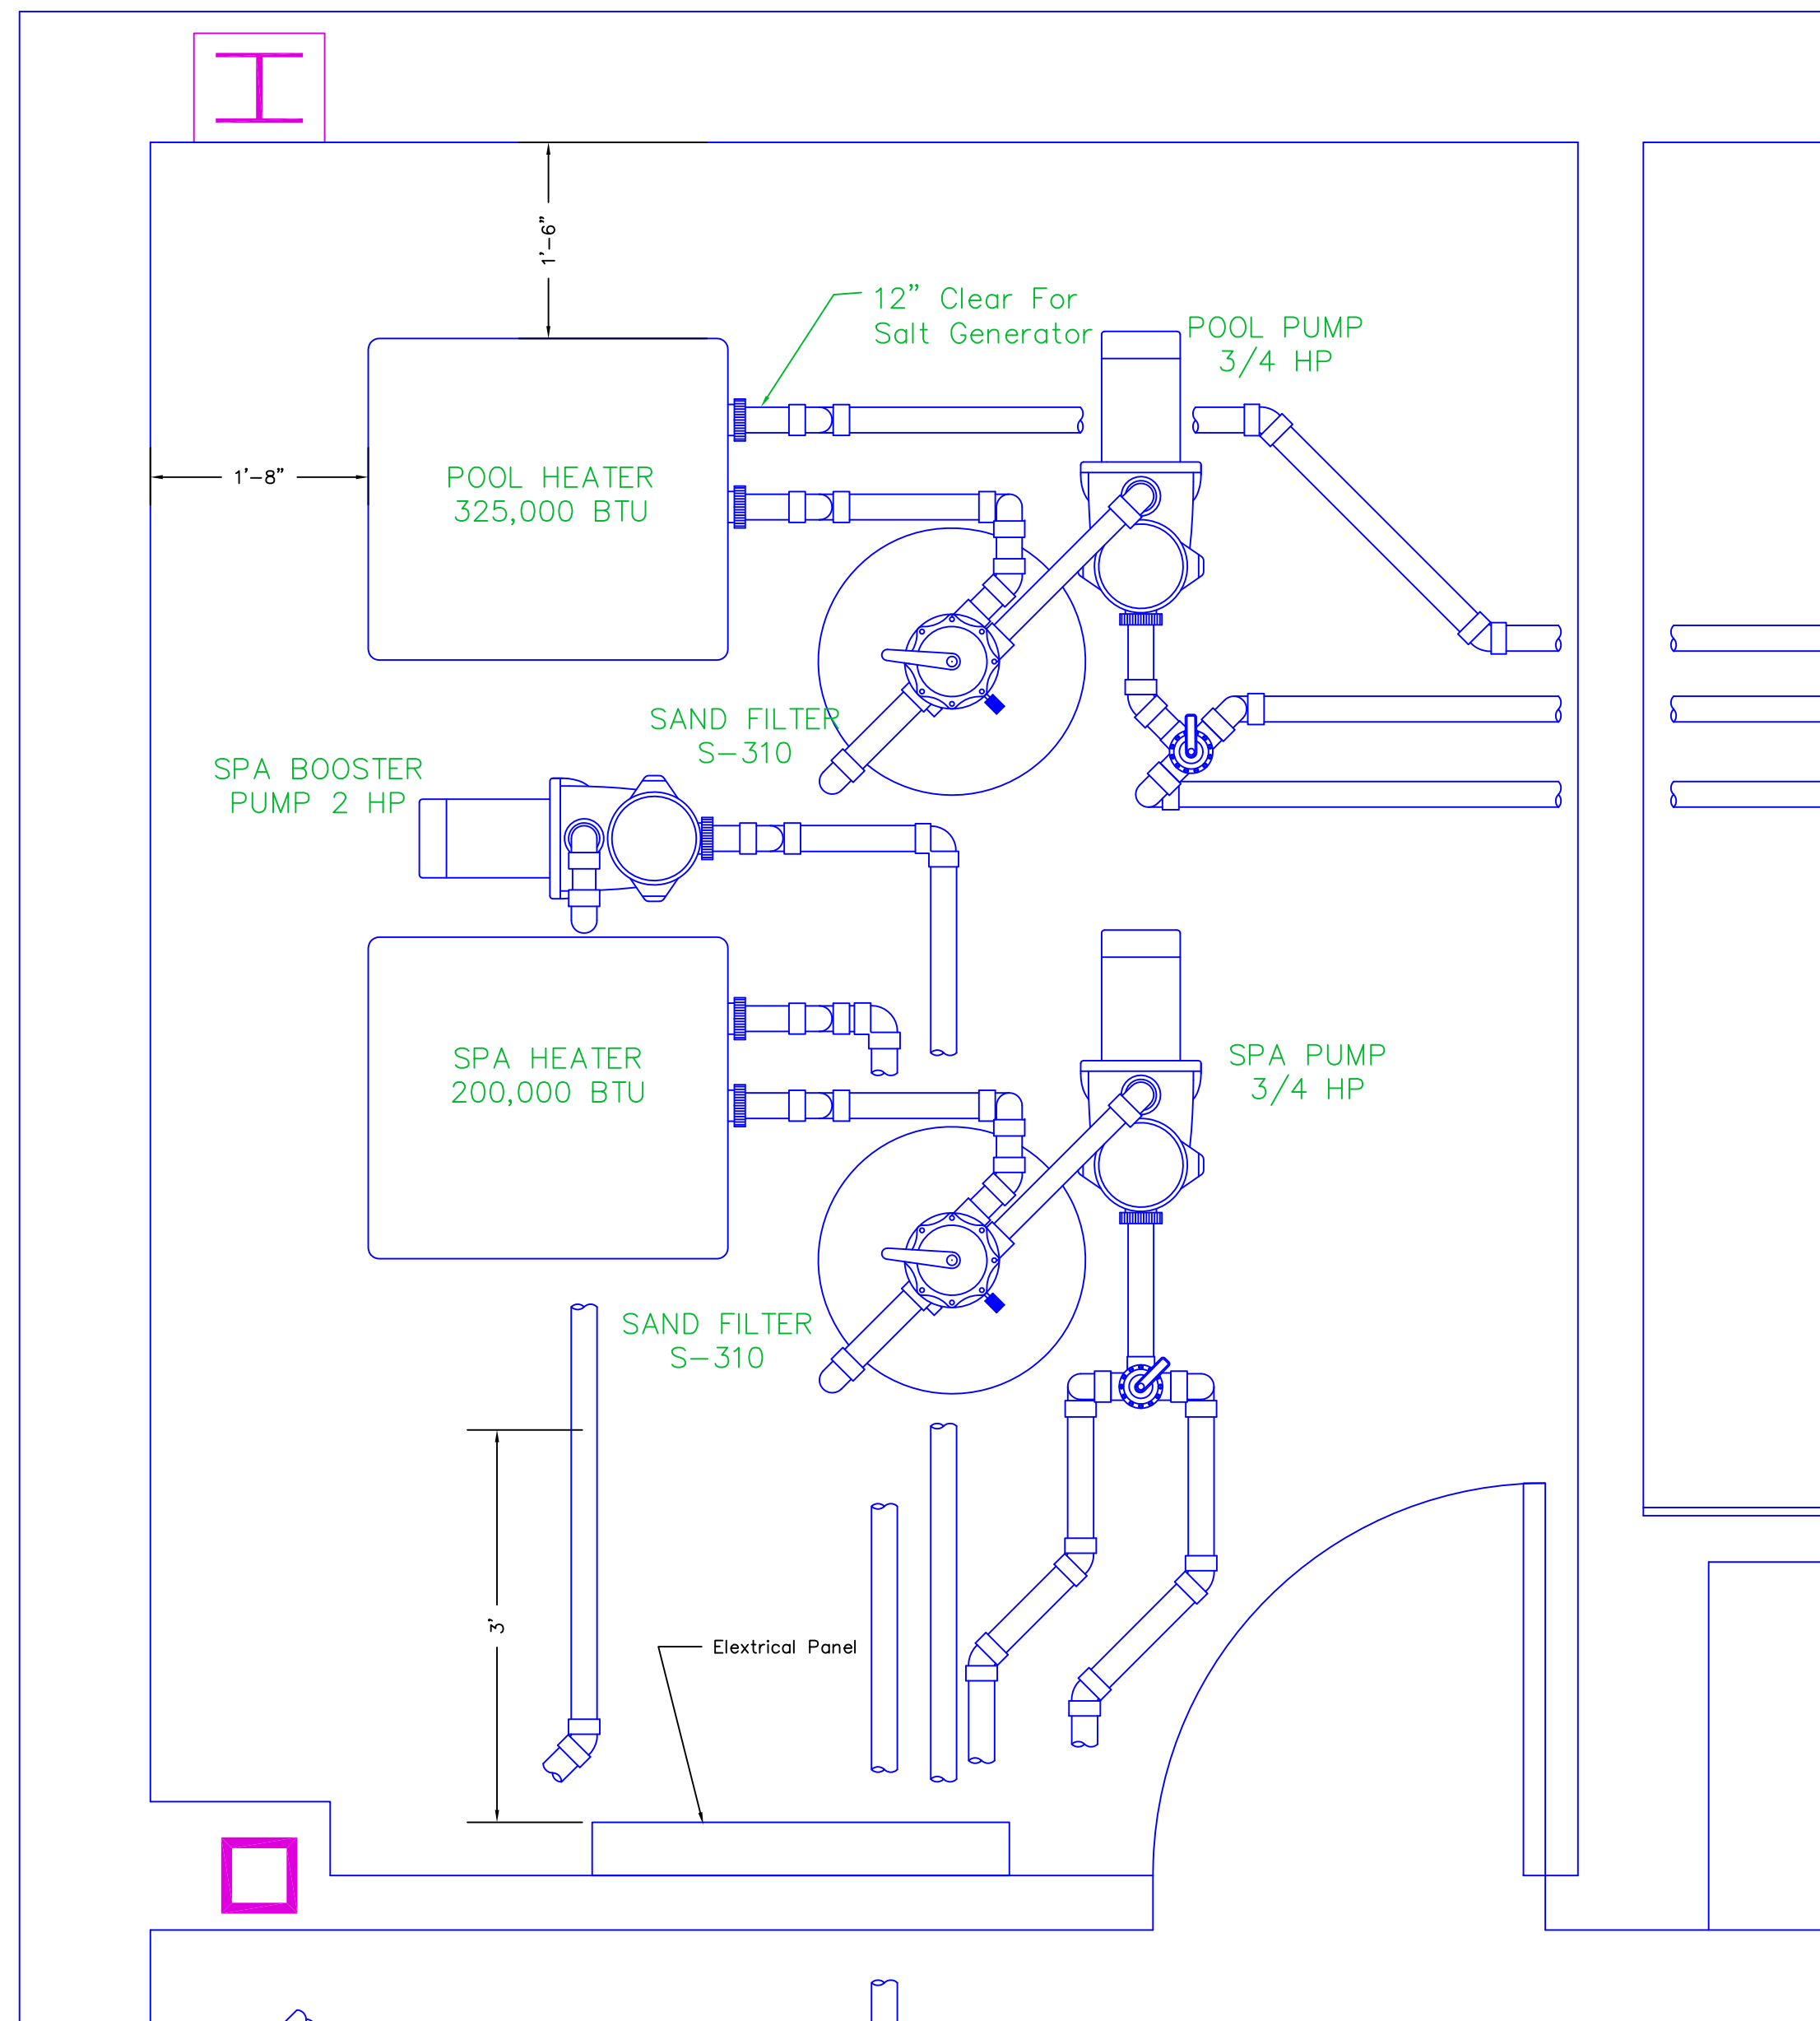 1'-6"
12" Clear For
Salt Generator
POOL PUMP
3/4 HP
1'-8"
POOL HEATER
325,000 BTU
SAND FILTER
S-310
SPA BOOSTER
PUMP 2 HP
SPA HEATER
200,000 BTU
SPA PUMP
3/4 HP
SAND FILTER
S-310
3'
Elextrical Panel